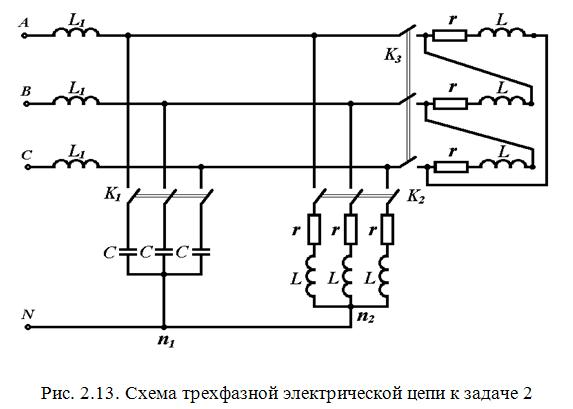 A L₁ r L
K₃
B L₁ r L
C L₁ r L
K₁ K₂
r r r
C C C
L L L
N n₁ n₂
Рис. 2.13. Схема трехфазной электрической цепи к задаче 2